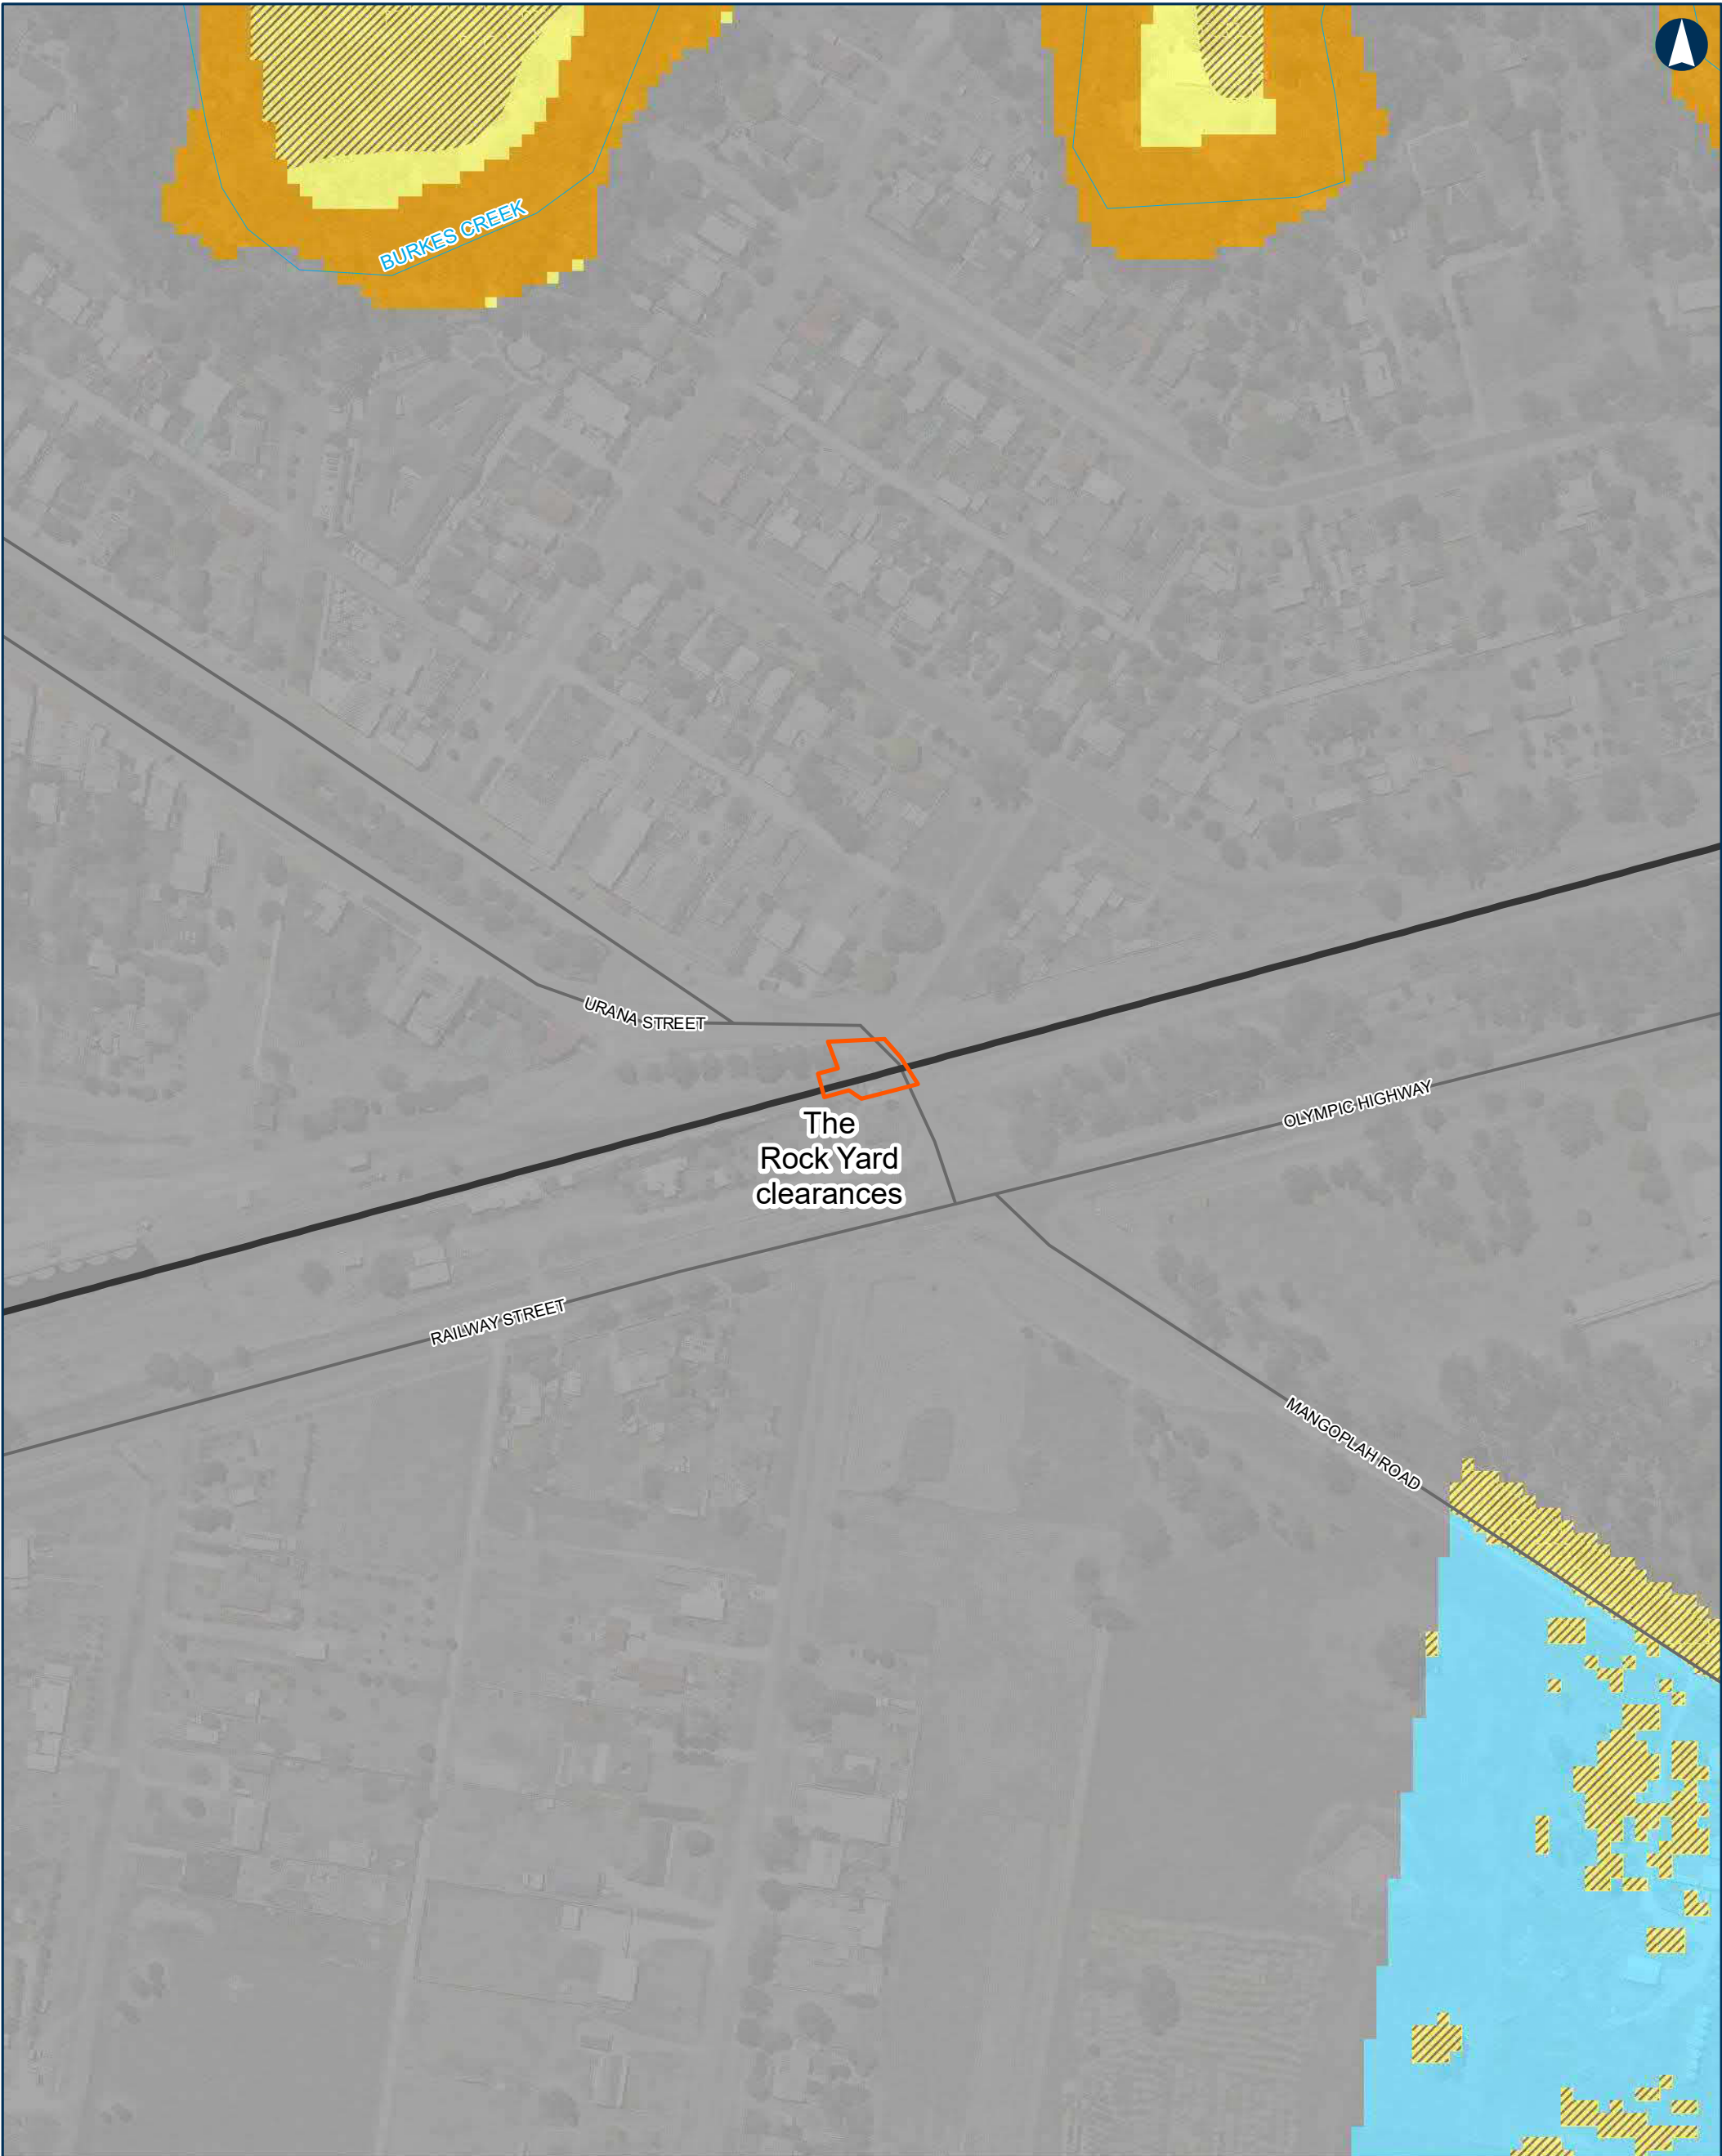 BURKES CREEK
URANA STREET
OLYMPIC HIGHWAY
The
Rock Yard
clearances
RAILWAY STREET
MANGOPLAH ROAD